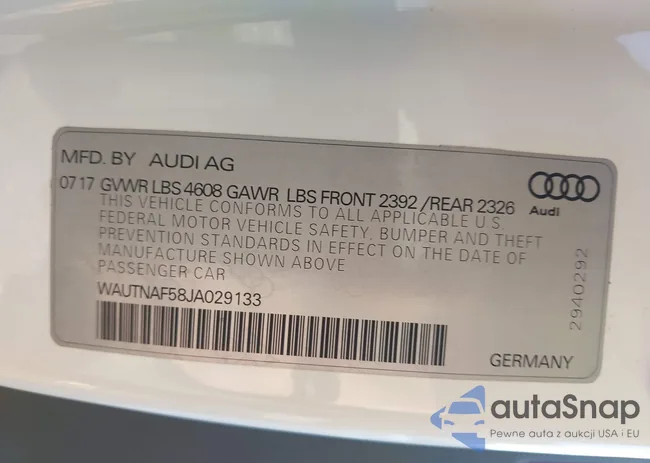 MFD. BY AUDI AG
07 17 GVWR LBS 4608 GAWR LBS FRONT 2392 /REAR 2326
THIS VEHICLE CONFORMS TO ALL APPLICABLE U.S.
FEDERAL MOTOR VEHICLE SAFETY, BUMPER AND THEFT
PREVENTION STANDARDS IN EFFECT ON THE DATE OF
MANUFACTURE SHOWN ABOVE
PASSENGER CAR
WAUTNAF58JA029133
Audi
2940292
GERMANY
autaSnap
Pewne auta z aukcji USA i EU